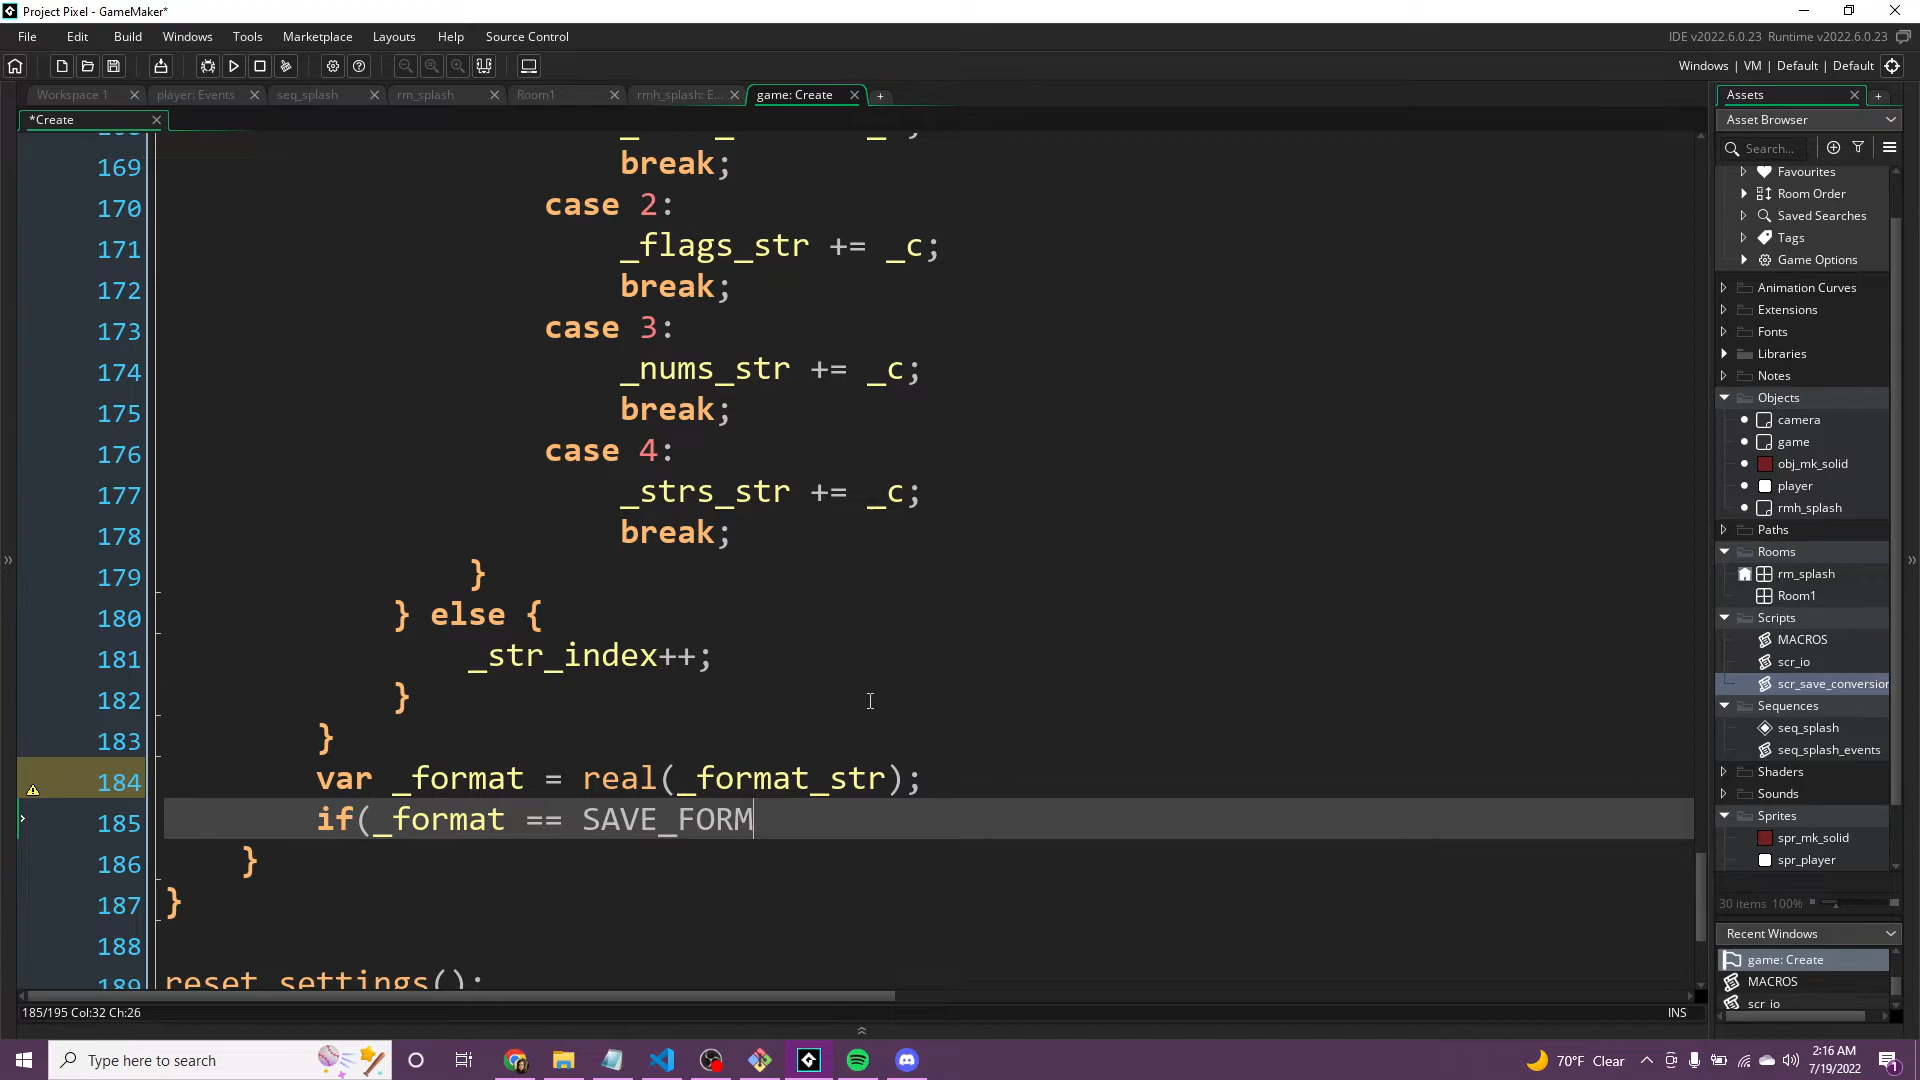 Project Pixel - GameMaker*
File Edit Build Windows Tools Marketplace Layouts Help Source Control
IDE v2022.6.0.23 Runtime v2022.6.0.23
Windows | VM | Default | Default
Workspace 1 player: Events seq_splash rm_splash Room1 rmh_splash: E... game: Create
*Create
169 break;
170 case 2:
171 _flags_str += _c;
172 break;
173 case 3:
174 _nums_str += _c;
175 break;
176 case 4:
177 _strs_str += _c;
178 break;
179 }
180 } else {
181 _str_index++;
182 }
183 }
184 var _format = real(_format_str);
185 if(_format == SAVE_FORM
186 }
187 }
188
189 reset_settings();
185/195 Col:32 Ch:26
INS
Assets
Asset Browser
Search...
Favourites
Room Order
Saved Searches
Tags
Game Options
Animation Curves
Extensions
Fonts
Libraries
Notes
Objects
camera
game
obj_mk_solid
player
rmh_splash
Paths
Rooms
rm_splash
Room1
Scripts
MACROS
scr_io
scr_save_conversion
Sequences
seq_splash
seq_splash_events
Shaders
Sounds
Sprites
spr_mk_solid
spr_player
30 items 100%
Recent Windows
game: Create
MACROS
scr_io
Type here to search
70°F Clear
2:16 AM
7/19/2022
1